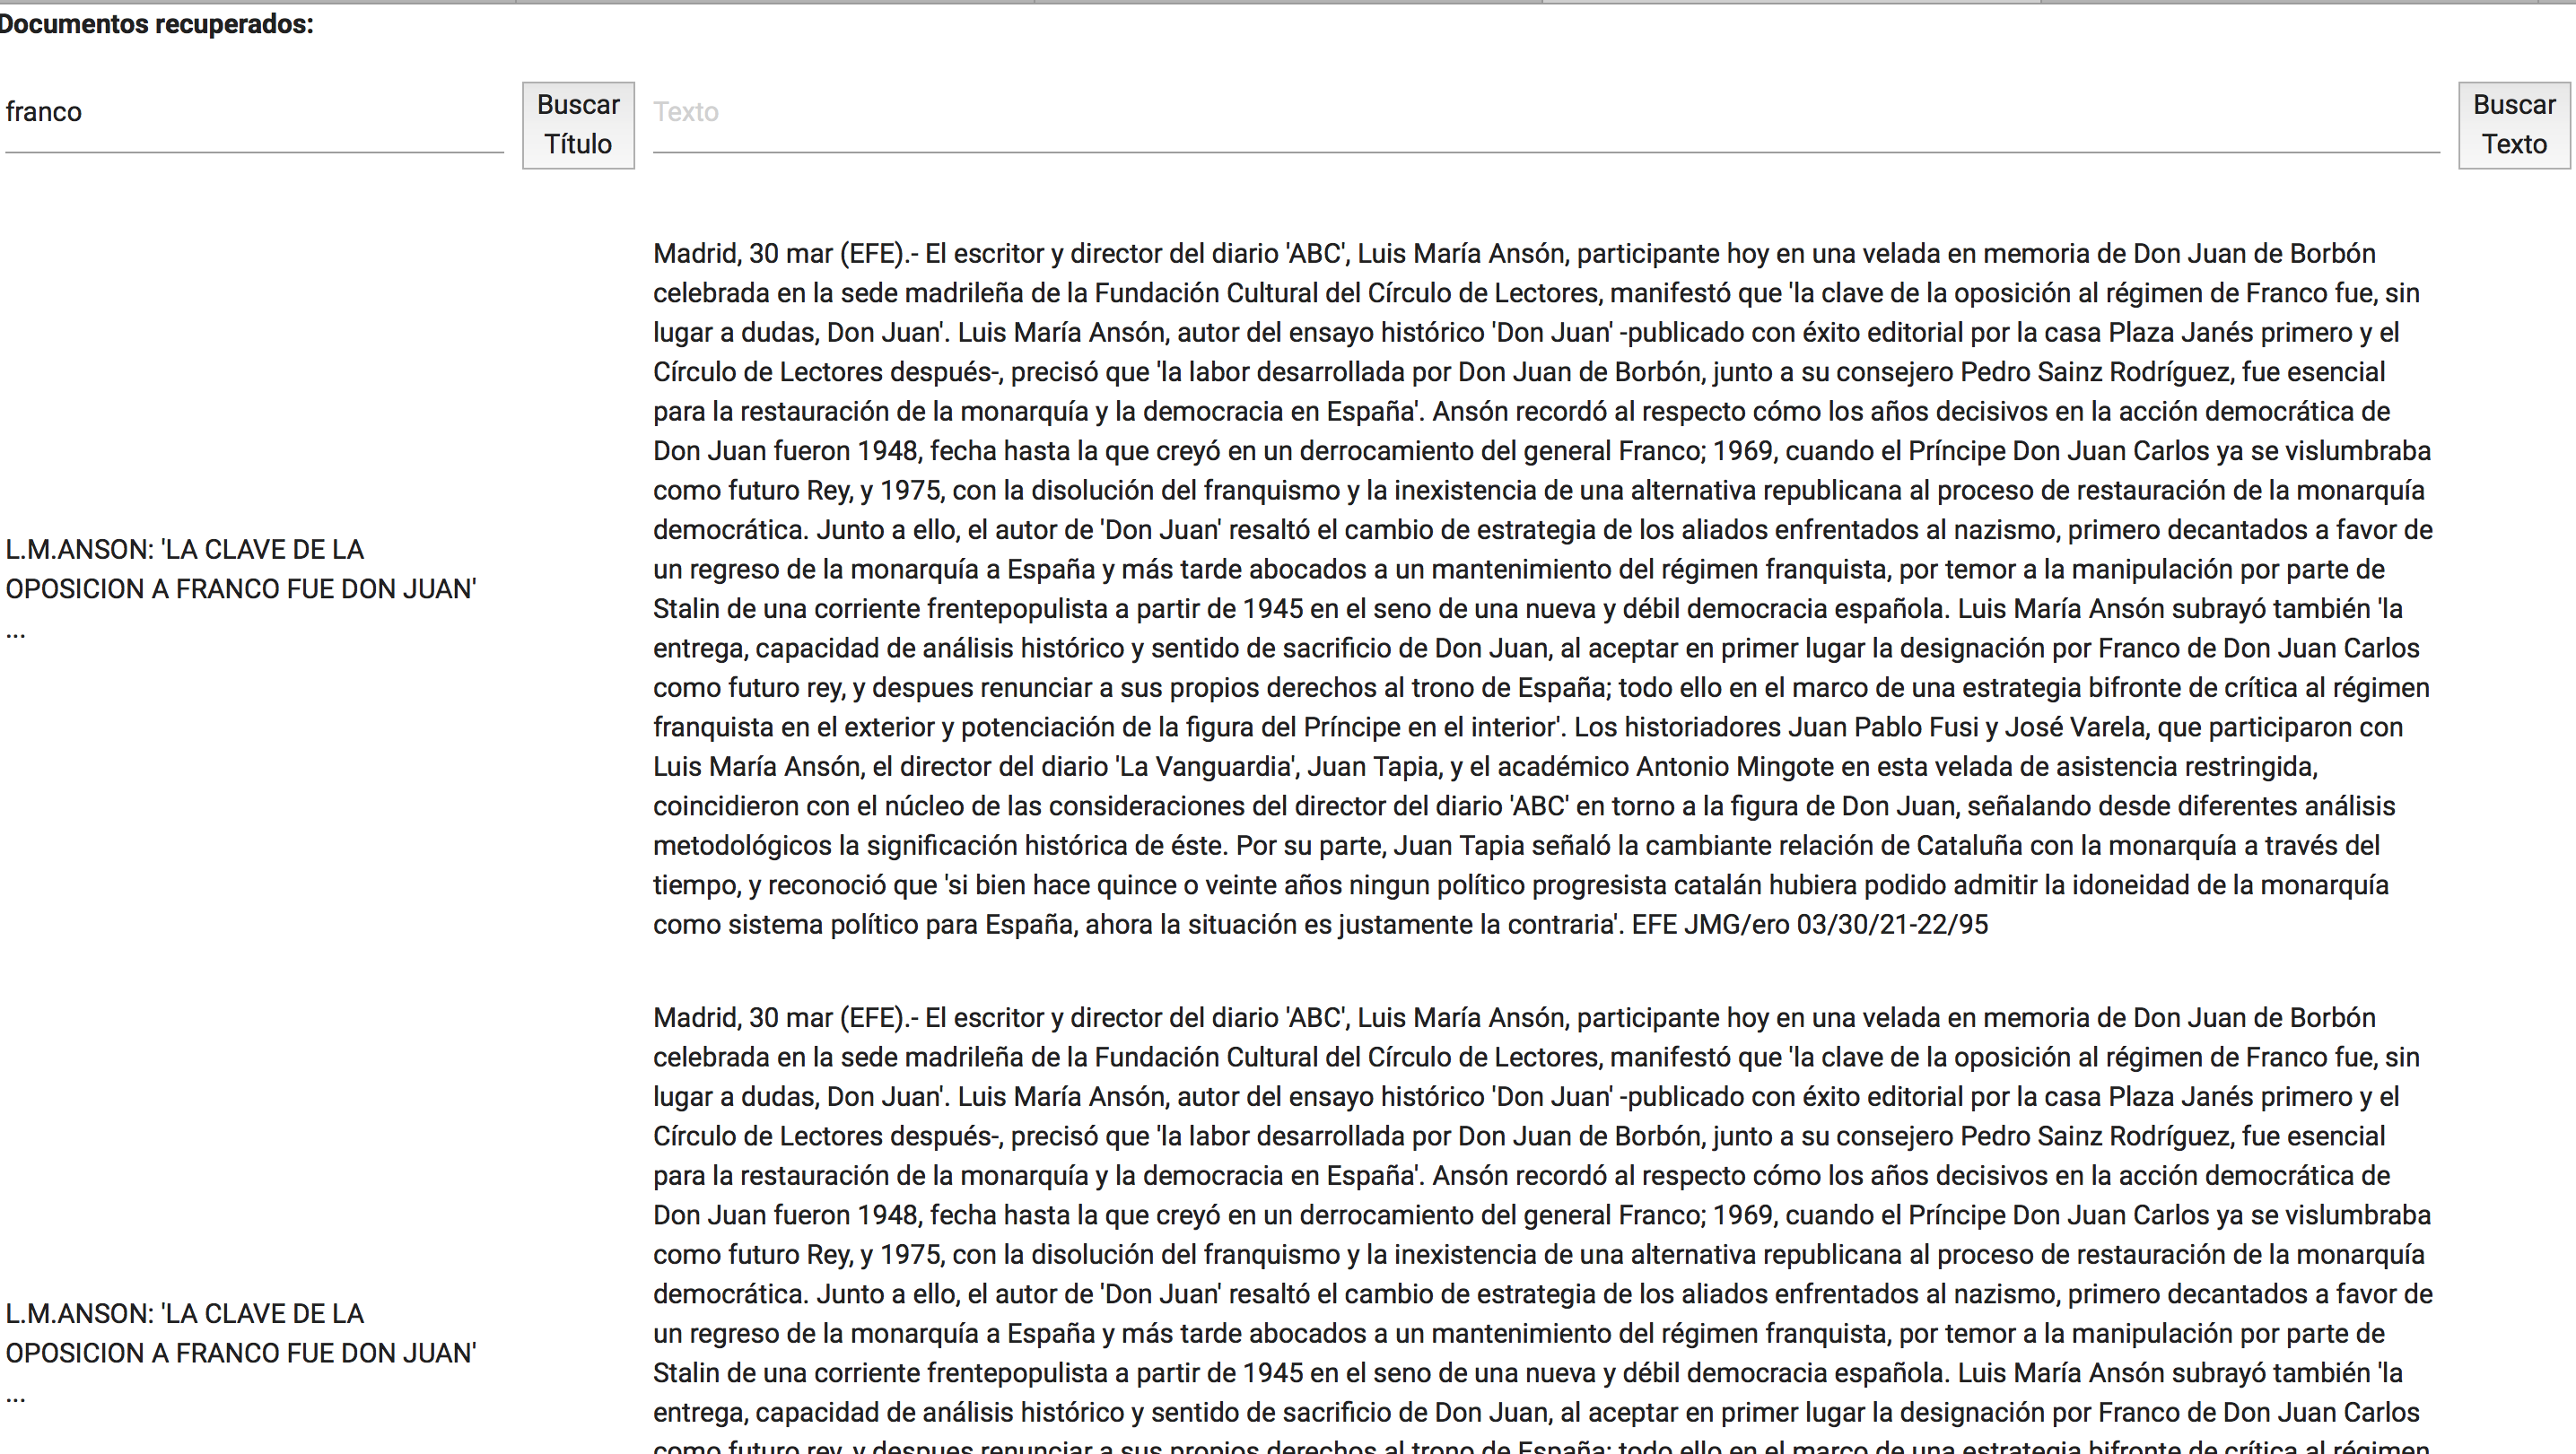 Documentos recuperados:
franco
Buscar
Título
Texto
Buscar
Texto
L.M.ANSON: 'LA CLAVE DE LA
OPOSICION A FRANCO FUE DON JUAN'
...
Madrid, 30 mar (EFE).- El escritor y director del diario 'ABC', Luis María Ansón, participante hoy en una velada en memoria de Don Juan de Borbón
celebrada en la sede madrileña de la Fundación Cultural del Círculo de Lectores, manifestó que 'la clave de la oposición al régimen de Franco fue, sin
lugar a dudas, Don Juan'. Luis María Ansón, autor del ensayo histórico 'Don Juan' -publicado con éxito editorial por la casa Plaza Janés primero y el
Círculo de Lectores después-, precisó que 'la labor desarrollada por Don Juan de Borbón, junto a su consejero Pedro Sainz Rodríguez, fue esencial
para la restauración de la monarquía y la democracia en España'. Ansón recordó al respecto cómo los años decisivos en la acción democrática de
Don Juan fueron 1948, fecha hasta la que creyó en un derrocamiento del general Franco; 1969, cuando el Príncipe Don Juan Carlos ya se vislumbraba
como futuro Rey, y 1975, con la disolución del franquismo y la inexistencia de una alternativa republicana al proceso de restauración de la monarquía
democrática. Junto a ello, el autor de 'Don Juan' resaltó el cambio de estrategia de los aliados enfrentados al nazismo, primero decantados a favor de
un regreso de la monarquía a España y más tarde abocados a un mantenimiento del régimen franquista, por temor a la manipulación por parte de
Stalin de una corriente frentepopulista a partir de 1945 en el seno de una nueva y débil democracia española. Luis María Ansón subrayó también 'la
entrega, capacidad de análisis histórico y sentido de sacrificio de Don Juan, al aceptar en primer lugar la designación por Franco de Don Juan Carlos
como futuro rey, y despues renunciar a sus propios derechos al trono de España; todo ello en el marco de una estrategia bifronte de crítica al régimen
franquista en el exterior y potenciación de la figura del Príncipe en el interior'. Los historiadores Juan Pablo Fusi y José Varela, que participaron con
Luis María Ansón, el director del diario 'La Vanguardia', Juan Tapia, y el académico Antonio Mingote en esta velada de asistencia restringida,
coincidieron con el núcleo de las consideraciones del director del diario 'ABC' en torno a la figura de Don Juan, señalando desde diferentes análisis
metodológicos la significación histórica de éste. Por su parte, Juan Tapia señaló la cambiante relación de Cataluña con la monarquía a través del
tiempo, y reconoció que 'si bien hace quince o veinte años ningun político progresista catalán hubiera podido admitir la idoneidad de la monarquía
como sistema político para España, ahora la situación es justamente la contraria'. EFE JMG/ero 03/30/21-22/95
L.M.ANSON: 'LA CLAVE DE LA
OPOSICION A FRANCO FUE DON JUAN'
...
Madrid, 30 mar (EFE).- El escritor y director del diario 'ABC', Luis María Ansón, participante hoy en una velada en memoria de Don Juan de Borbón
celebrada en la sede madrileña de la Fundación Cultural del Círculo de Lectores, manifestó que 'la clave de la oposición al régimen de Franco fue, sin
lugar a dudas, Don Juan'. Luis María Ansón, autor del ensayo histórico 'Don Juan' -publicado con éxito editorial por la casa Plaza Janés primero y el
Círculo de Lectores después-, precisó que 'la labor desarrollada por Don Juan de Borbón, junto a su consejero Pedro Sainz Rodríguez, fue esencial
para la restauración de la monarquía y la democracia en España'. Ansón recordó al respecto cómo los años decisivos en la acción democrática de
Don Juan fueron 1948, fecha hasta la que creyó en un derrocamiento del general Franco; 1969, cuando el Príncipe Don Juan Carlos ya se vislumbraba
como futuro Rey, y 1975, con la disolución del franquismo y la inexistencia de una alternativa republicana al proceso de restauración de la monarquía
democrática. Junto a ello, el autor de 'Don Juan' resaltó el cambio de estrategia de los aliados enfrentados al nazismo, primero decantados a favor de
un regreso de la monarquía a España y más tarde abocados a un mantenimiento del régimen franquista, por temor a la manipulación por parte de
Stalin de una corriente frentepopulista a partir de 1945 en el seno de una nueva y débil democracia española. Luis María Ansón subrayó también 'la
entrega, capacidad de análisis histórico y sentido de sacrificio de Don Juan, al aceptar en primer lugar la designación por Franco de Don Juan Carlos
como futuro rey, y despues renunciar a sus propios derechos al trono de España; todo ello en el marco de una estrategia bifronte de crítica al régimen